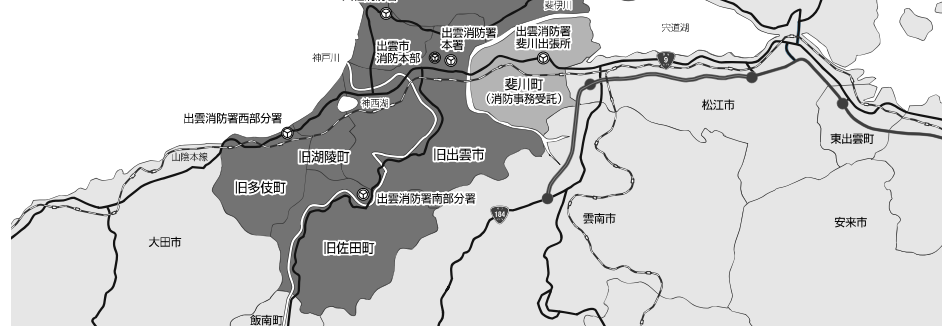 斐伊川
宍道湖
出雲消防署
本署
出雲消防署
斐川出張所
出雲市
消防本部
神戸川
9
斐川町
（消防事務受託）
神西湖
松江市
出雲消防署西部分署
東出雲町
山陰本線
旧湖陵町
旧出雲市
旧多伎町
出雲消防署南部分署
184
雲南市
安来市
大田市
旧佐田町
飯南町